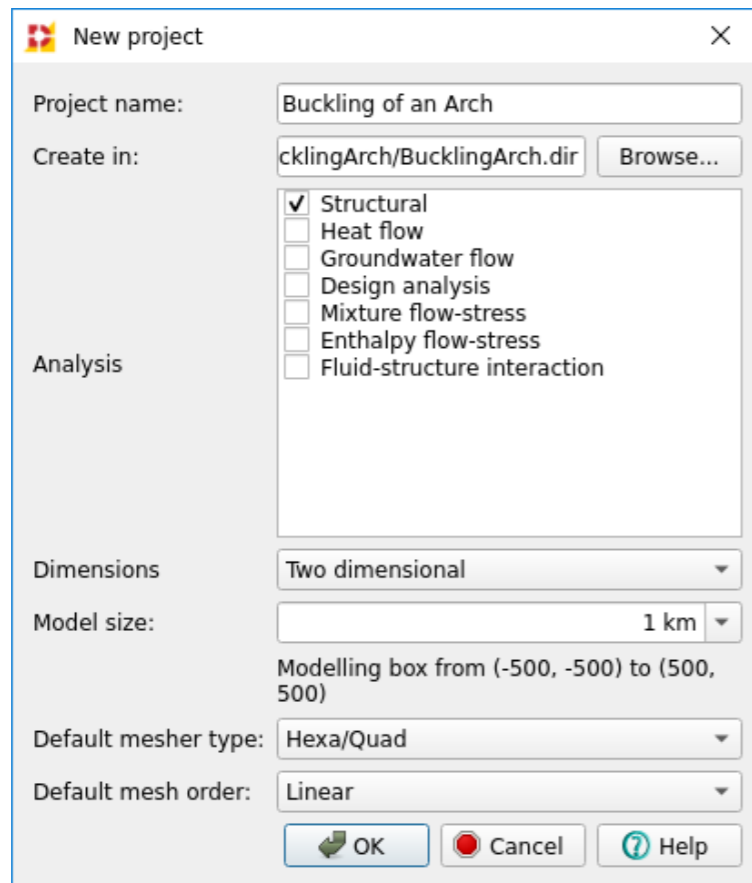 New project
Project name: Buckling of an Arch
Create in: cklingArch/BucklingArch.dir Browse...
Structural
Heat flow
Groundwater flow
Design analysis
Mixture flow-stress
Enthalpy flow-stress
Fluid-structure interaction
Analysis
Dimensions Two dimensional
Model size: 1 km
Modelling box from (-500, -500) to (500,
500)
Default mesher type: Hexa/Quad
Default mesh order: Linear
OK Cancel Help